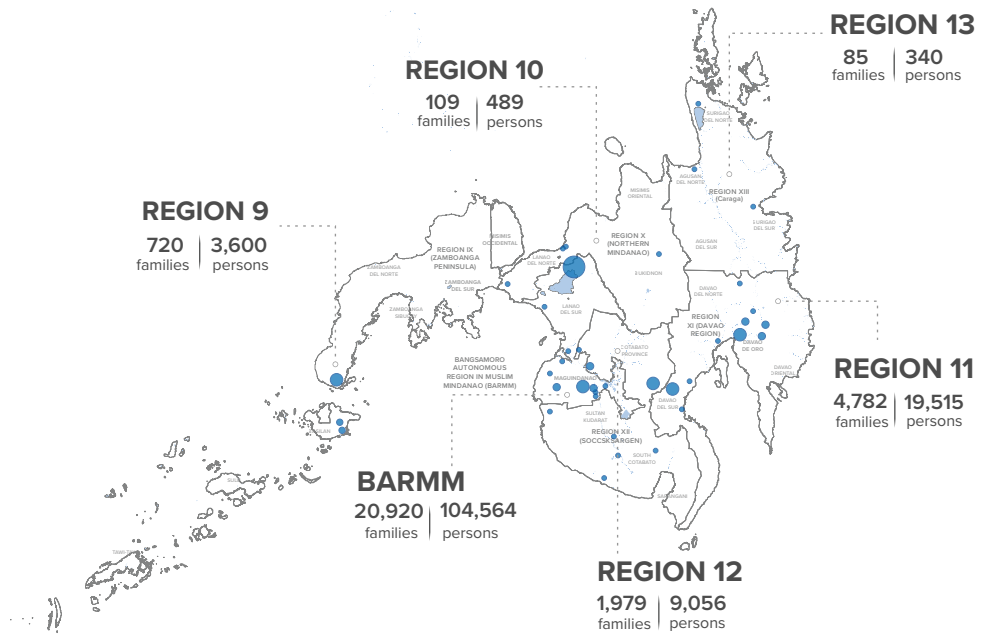 REGION 13
85 | 340
families persons
REGION 10
109 | 489
families persons
SURIGAO
DEL NORTE
AGUSAN
DEL NORTE
MISIMIS
ORIENTAL
REGION XIII
(Caraga)
REGION 9
720 | 3,600
families persons
SURIGAO
DEL SUR
MISIMIS
OCCIDENTAL
REGION X
(NORTHERN
MINDANAO)
AGUSAN
DEL SUR
REGION IX
(ZAMBOANGA
PENINSULA)
LANAO
DEL NORTE
ZAMBOANGA
DEL NORTE
BUKIDNON
ZAMBOANGA
DEL SUR
DAVAO
DEL NORTE
ZAMBOANGA
SIBUGAY
LANAO
DEL SUR
REGION
XI (DAVAO
REGION)
DAVAO
DE ORO
COTABATO
PROVINCE
BANGSAMORO
AUTONOMOUS
REGION IN MUSLIM
MINDANAO (BARMM)
MAGUINDANAO
DAVAO
ORIENTAL
REGION 11
4,782 | 19,515
families persons
DAVAO
DEL SUR
SULTAN
KUDARAT
REGION XII
(SOCCSKSARGEN)
SOUTH
COTABATO
SULU
SARANGANI
BARMM
20,920 | 104,564
families persons
REGION 12
1,979 | 9,056
families persons